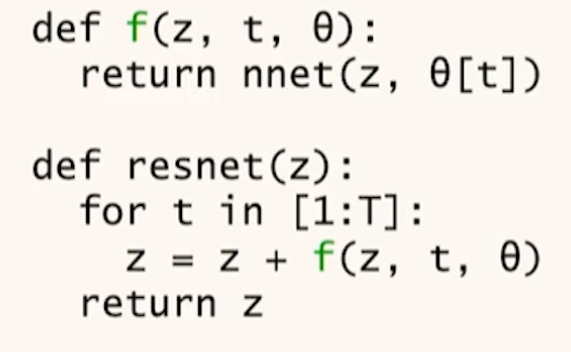 def f(z, t, θ):
return nnet(z, θ[t])
def resnet(z):
for t in [1:T]:
z = z + f(z, t, θ)
return z